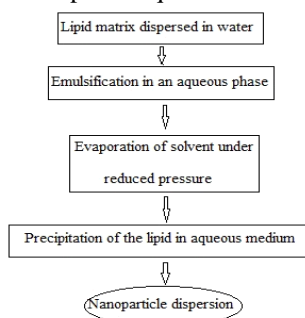 Lipid matrix dispersed in water
Emulsification in an aqueous phase
Evaporation of solvent under
reduced pressure
Precipitation of the lipid in aqueous medium
Nanoparticle dispersion